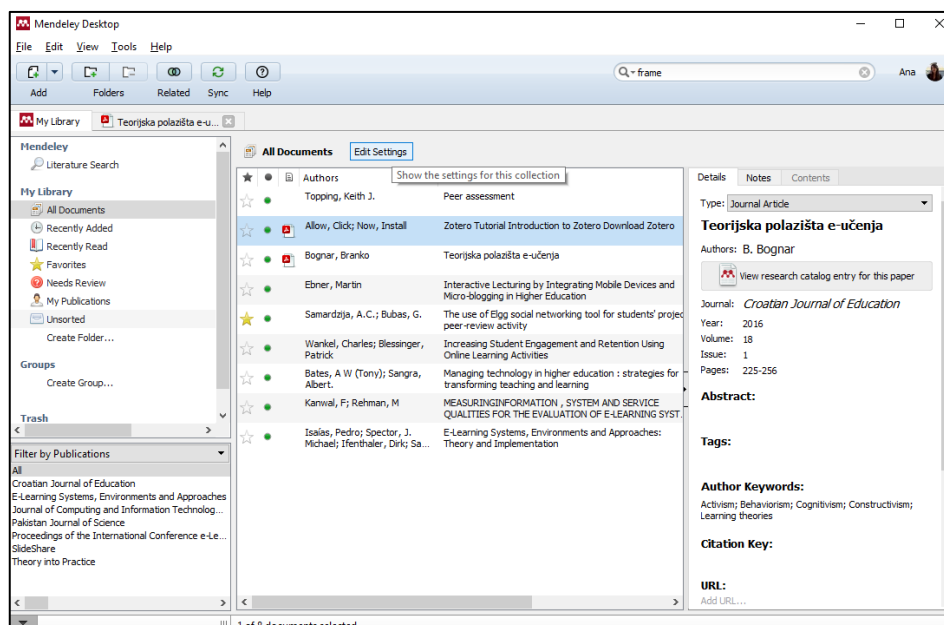 Mendeley Desktop
File Edit View Tools Help
frame
Ana
Add Folders Related Sync Help
My Library Teorijska polazišta e-u...
Mendeley
Literature Search
My Library
All Documents
Recently Added
Recently Read
Favorites
Needs Review
My Publications
Unsorted
Create Folder...
Groups
Create Group...
Trash
Filter by Publications
All
Croatian Journal of Education
E-Learning Systems, Environments and Approaches
Journal of Computing and Information Technolog...
Pakistan Journal of Science
Proceedings of the International Conference e-Le...
SlideShare
Theory into Practice
All Documents Edit Settings
Show the settings for this collection
Authors
Topping, Keith J. Peer assessment
Allow, Click; Now, Install Zotero Tutorial Introduction to Zotero Download Zotero
Bognar, Branko Teorijska polazišta e-učenja
Ebner, Martin Interactive Lecturing by Integrating Mobile Devices and
Micro-blogging in Higher Education
Samardzija, A.C.; Bubas, G. The use of Elgg social networking tool for students' projec
peer-review activity
Wankel, Charles; Blessinger, Increasing Student Engagement and Retention Using
Patrick Online Learning Activities
Bates, A W (Tony); Sangra, Managing technology in higher education : strategies for
Albert. transforming teaching and learning
Kanwal, F; Rehman, M MEASURINGINFORMATION , SYSTEM AND SERVICE
QUALITIES FOR THE EVALUATION OF E-LEARNING SYST...
Isaías, Pedro; Spector, J. E-Learning Systems, Environments and Approaches:
Michael; Ifenthaler, Dirk; Sa... Theory and Implementation
Details Notes Contents
Type: Journal Article
Teorijska polazišta e-učenja
Authors: B. Bognar
View research catalog entry for this paper
Journal: Croatian Journal of Education
Year: 2016
Volume: 18
Issue: 1
Pages: 225-256
Abstract:
Tags:
Author Keywords:
Activism; Behaviorism; Cognitivism; Constructivism;
Learning theories
Citation Key:
URL:
Add URL...
1 of 8 documents selected